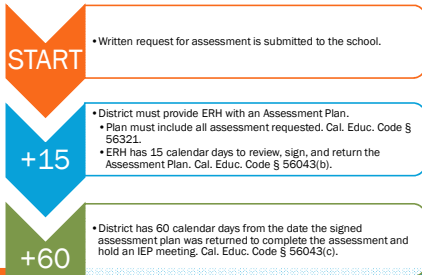 START
•Written request for assessment is submitted to the school.
+15
•District must provide ERH with an Assessment Plan.
•Plan must include all assessment requested. Cal. Educ. Code §
56321.
•ERH has 15 calendar days to review, sign, and return the
Assessment Plan. Cal. Educ. Code § 56043(b).
+60
•District has 60 calendar days from the date the signed
assessment plan was returned to complete the assessment and
hold an IEP meeting. Cal. Educ. Code § 56043(c).